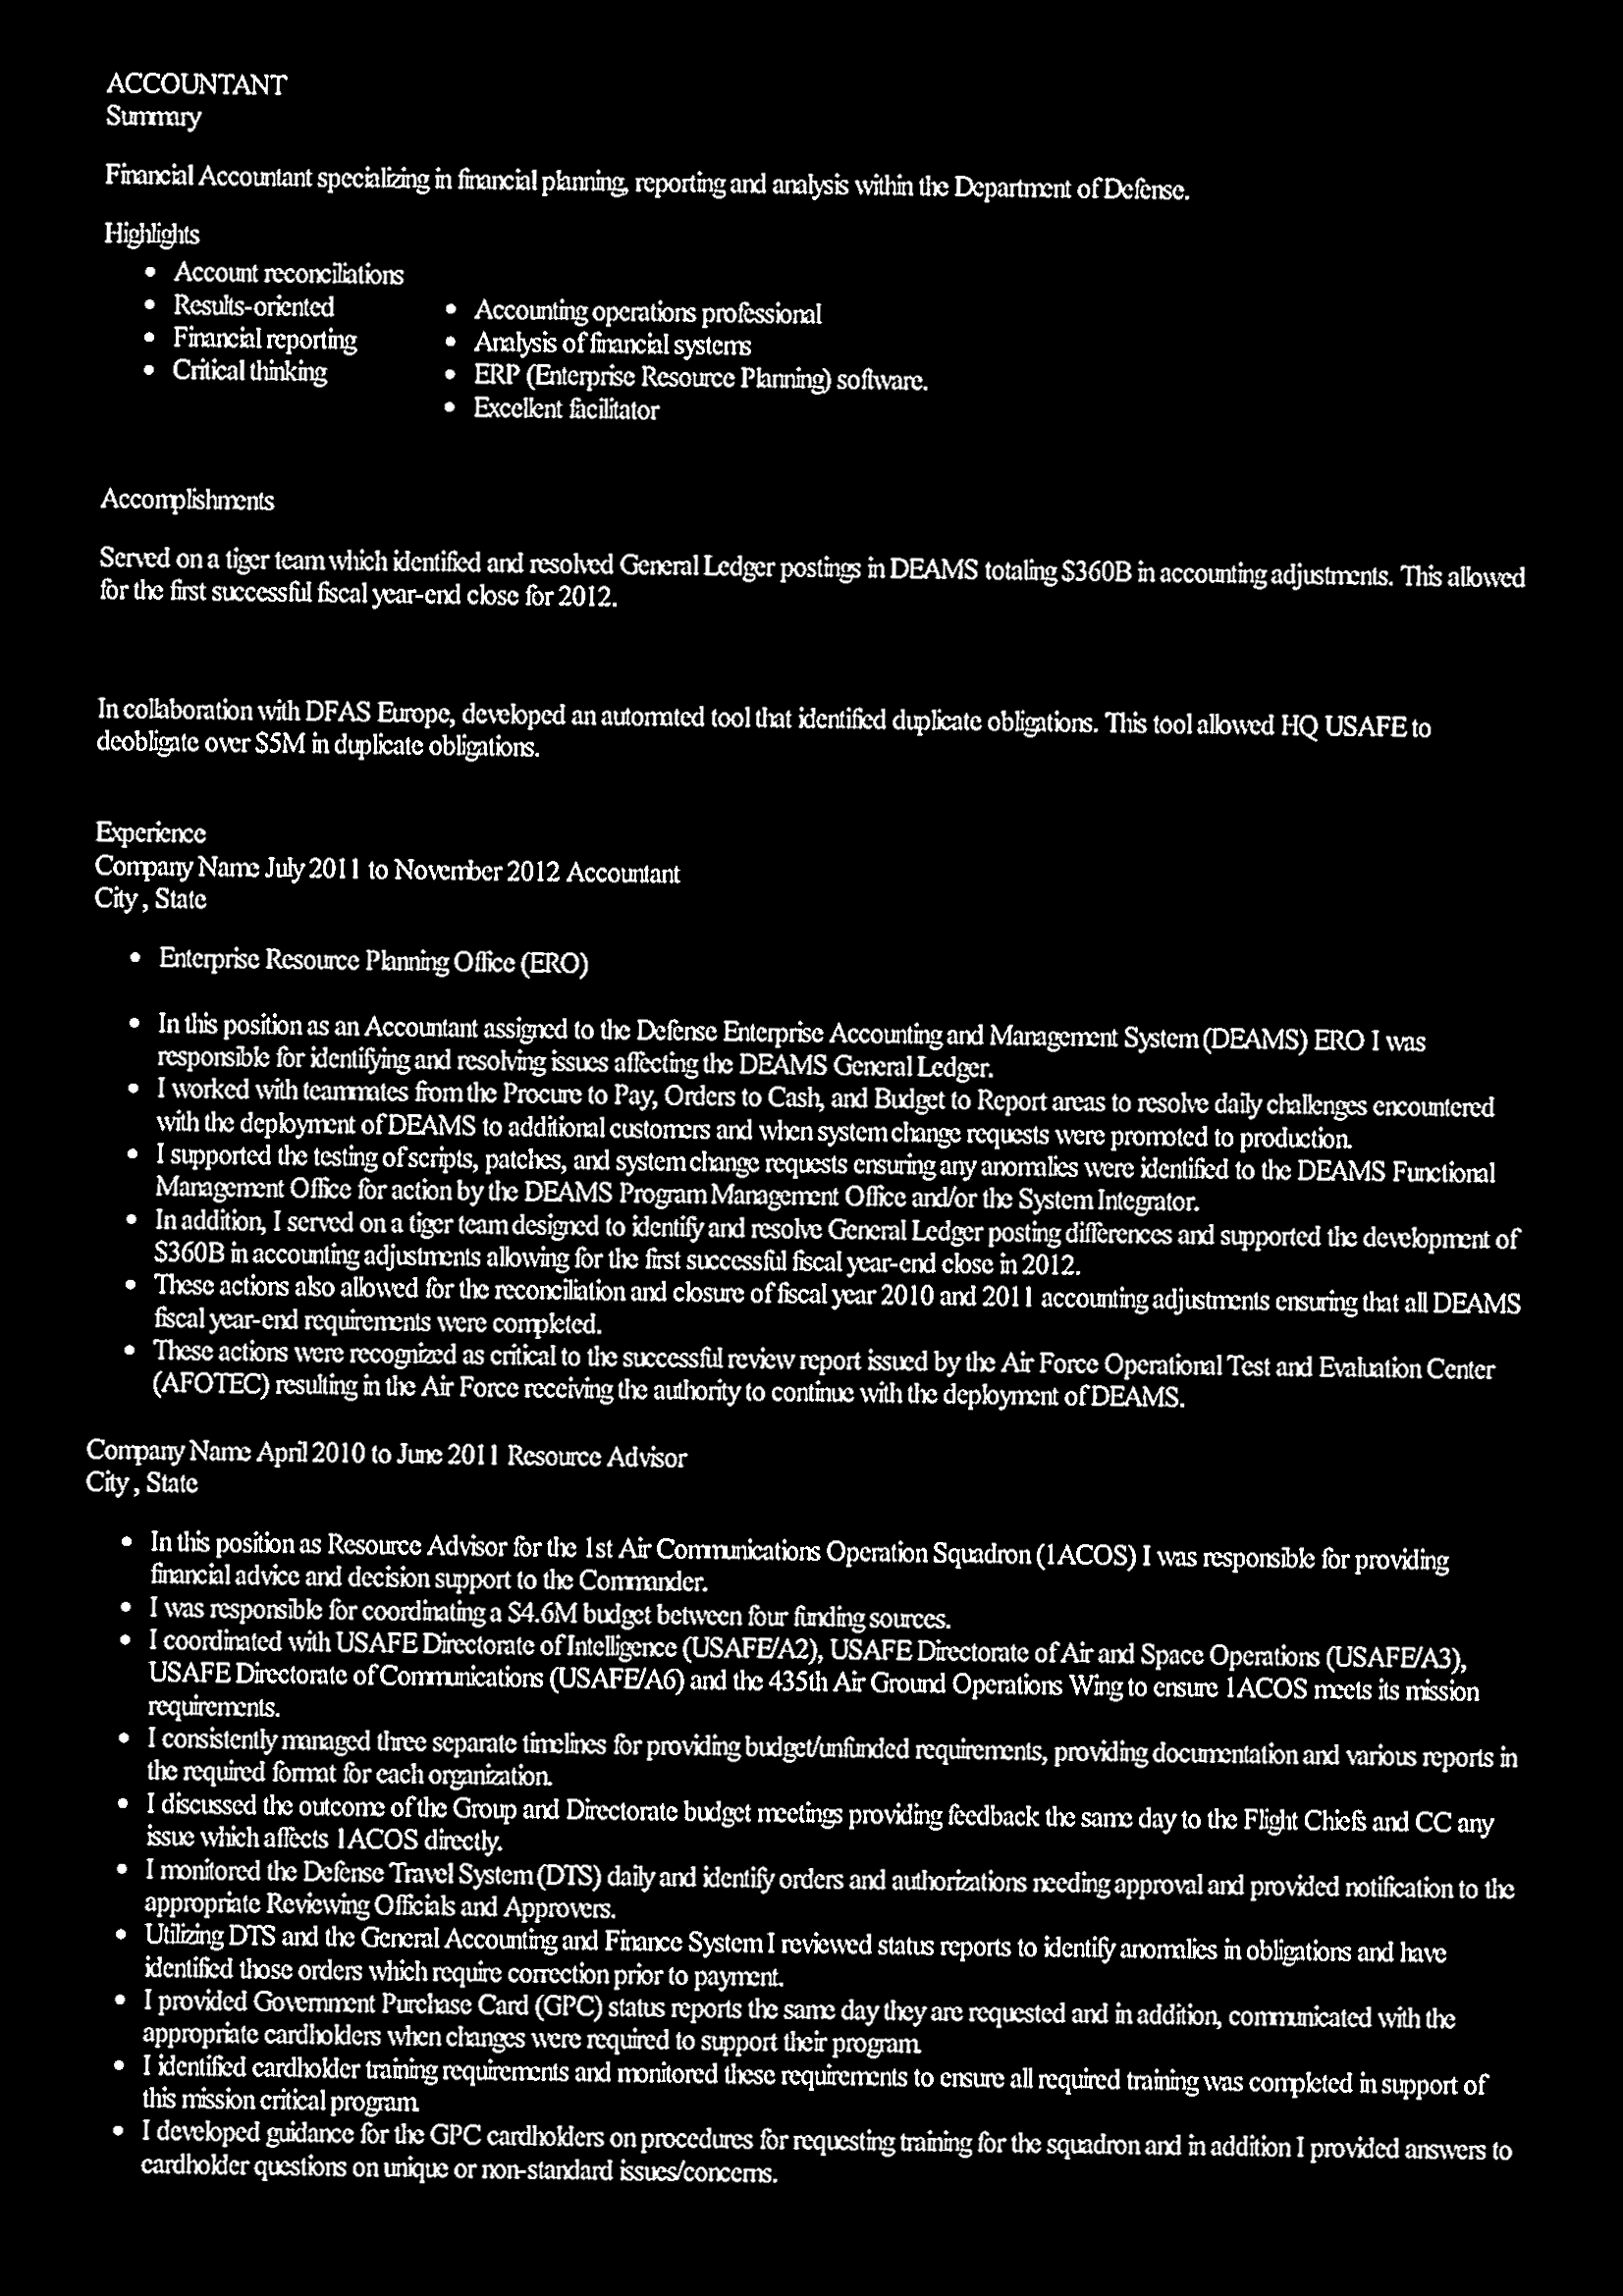 ACCOUNTANT
Summary
Financial Accountant specializing in financial planning, reporting and analysis within the Department of Defense.
Highlights
• Account reconciliations
• Results-oriented
• Financial reporting
• Critical thinking
• Accounting operations professional
• Analysis of financial systems
• ERP (Enterprise Resource Planning) software.
• Excellent facilitator
Accomplishments
Served on a tiger team which identified and resolved General Ledger postings in DEAMS totaling $360B in accounting adjustments. This allowed
for the first successful fiscal year-end close for 2012.
In collaboration with DFAS Europe, developed an automated tool that identified duplicate obligations. This tool allowed HQ USAFE to
deobligate over $5M in duplicate obligations.
Experience
Company Name July 2011 to November 2012 Accountant
City , State
• Enterprise Resource Planning Office (ERO)
• In this position as an Accountant assigned to the Defense Enterprise Accounting and Management System (DEAMS) ERO I was
responsible for identifying and resolving issues affecting the DEAMS General Ledger.
• I worked with teammates from the Procure to Pay, Orders to Cash, and Budget to Report areas to resolve daily challenges encountered
with the deployment of DEAMS to additional customers and when system change requests were promoted to production.
• I supported the testing of scripts, patches, and system change requests ensuring any anomalies were identified to the DEAMS Functional
Management Office for action by the DEAMS Program Management Office and/or the System Integrator.
• In addition, I served on a tiger team designed to identify and resolve General Ledger posting differences and supported the development of
$360B in accounting adjustments allowing for the first successful fiscal year-end close in 2012.
• These actions also allowed for the reconciliation and closure of fiscal year 2010 and 2011 accounting adjustments ensuring that all DEAMS
fiscal year-end requirements were completed.
• These actions were recognized as critical to the successful review report issued by the Air Force Operational Test and Evaluation Center
(AFOTEC) resulting in the Air Force receiving the authority to continue with the deployment of DEAMS.
Company Name April 2010 to June 2011 Resource Advisor
City , State
• In this position as Resource Advisor for the 1st Air Communications Operation Squadron (1ACOS) I was responsible for providing
financial advice and decision support to the Commander.
• I was responsible for coordinating a $4.6M budget between four funding sources.
• I coordinated with USAFE Directorate of Intelligence (USAFE/A2), USAFE Directorate of Air and Space Operations (USAFE/A3),
USAFE Directorate of Communications (USAFE/A6) and the 435th Air Ground Operations Wing to ensure 1ACOS meets its mission
requirements.
• I consistently managed three separate timelines for providing budget/unfunded requirements, providing documentation and various reports in
the required format for each organization.
• I discussed the outcome of the Group and Directorate budget meetings providing feedback the same day to the Flight Chiefs and CC any
issue which affects 1ACOS directly.
• I monitored the Defense Travel System (DTS) daily and identify orders and authorizations needing approval and provided notification to the
appropriate Reviewing Officials and Approvers.
• Utilizing DTS and the General Accounting and Finance System I reviewed status reports to identify anomalies in obligations and have
identified those orders which require correction prior to payment.
• I provided Government Purchase Card (GPC) status reports the same day they are requested and in addition, communicated with the
appropriate cardholders when changes were required to support their program.
• I identified cardholder training requirements and monitored these requirements to ensure all required training was completed in support of
this mission critical program.
• I developed guidance for the GPC cardholders on procedures for requesting training for the squadron and in addition I provided answers to
cardholder questions on unique or non-standard issues/concerns.